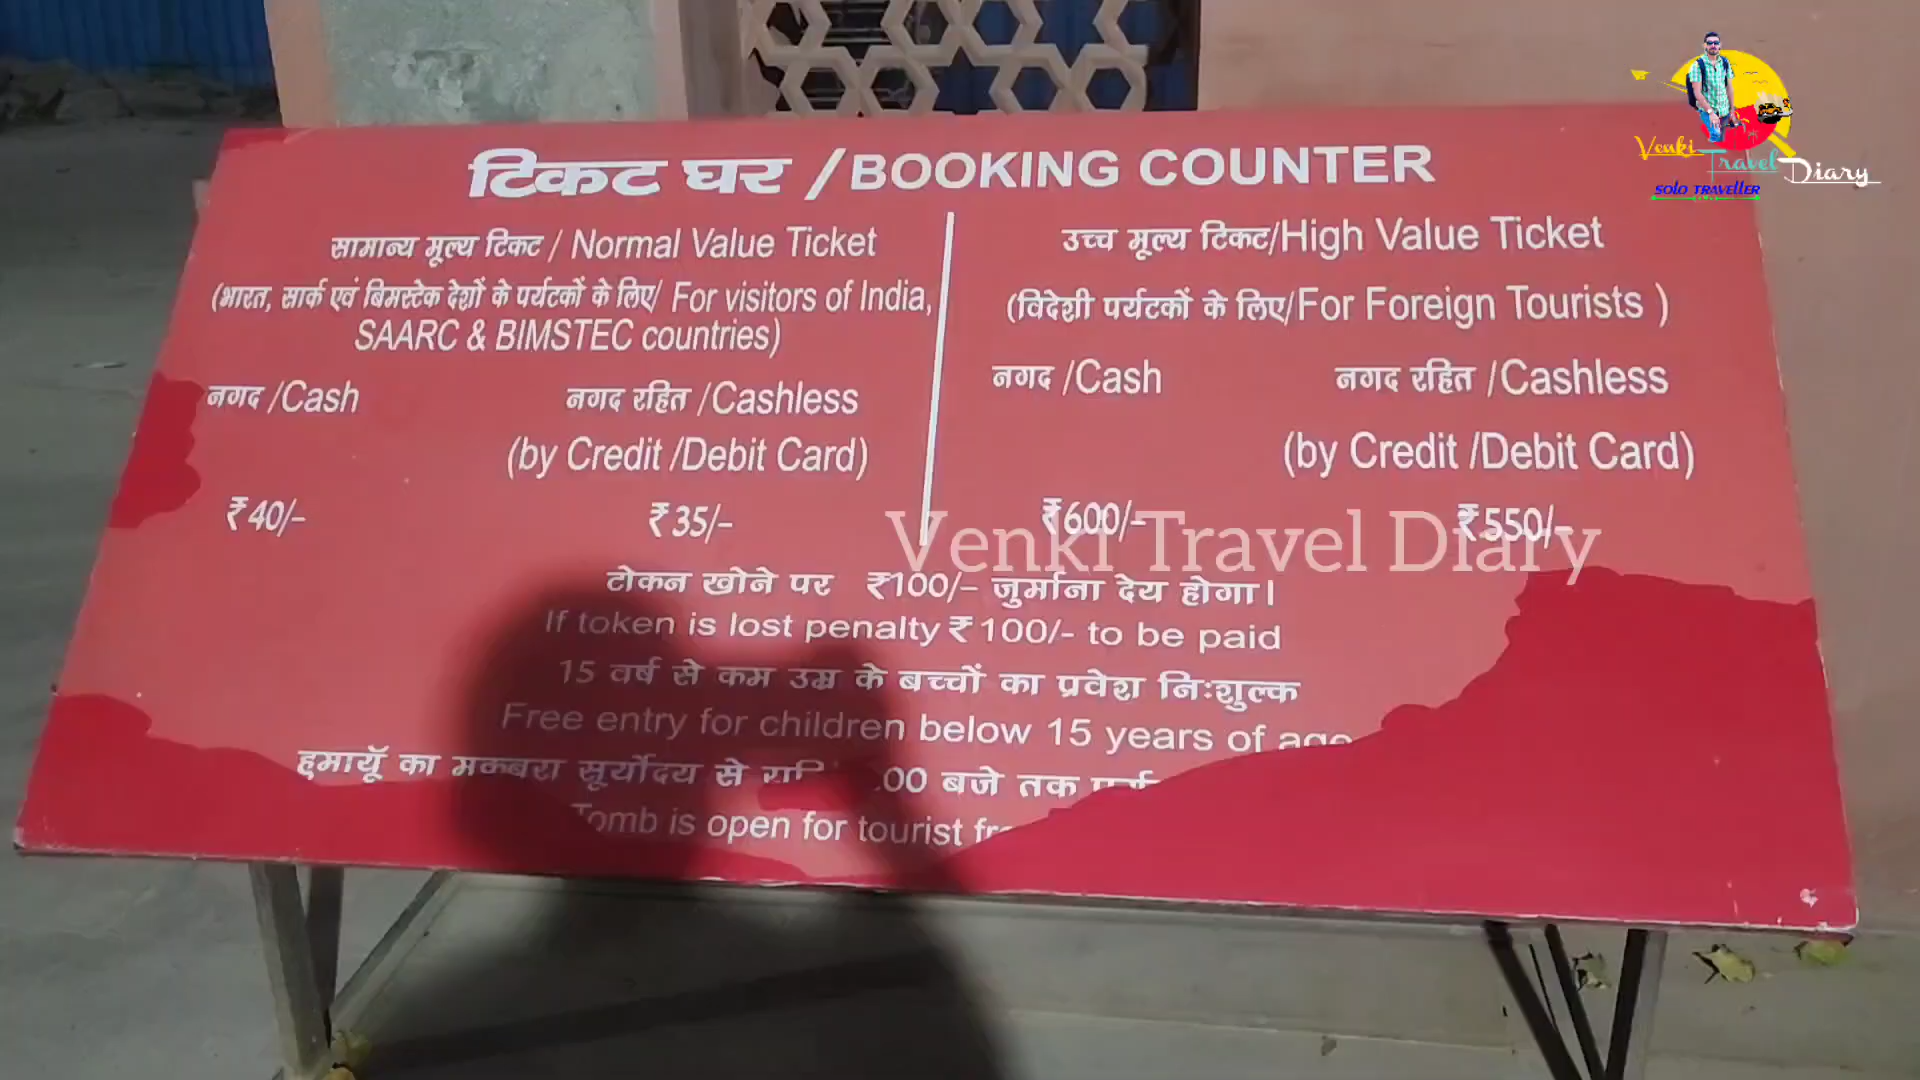 टिकट घर / BOOKING COUNTER
सामान्य मूल्य टिकट / Normal Value Ticket
(भारत, सार्क एवं बिमस्टेक देशों के पर्यटकों के लिए/ For visitors of India,
SAARC & BIMSTEC countries)
नगद /Cash
नगद रहित /Cashless
(by Credit /Debit Card)
₹40/-
₹35/-
उच्च मूल्य टिकट/High Value Ticket
(विदेशी पर्यटकों के लिए/For Foreign Tourists )
नगद /Cash
नगद रहित /Cashless
(by Credit /Debit Card)
₹600/-
₹550/-
टोकन खोने पर ₹100/- जुर्माना देय होगा।
If token is lost penalty ₹100/- to be paid
15 वर्ष से कम उम्र के बच्चों का प्रवेश निःशुल्क
Free entry for children below 15 years of age
हुमायूँ का मकबरा सूर्योदय से 00 बजे तक
Tomb is open for tourist
Venki Travel Diary
SOLO TRAVELLER
Venki Travel Diary